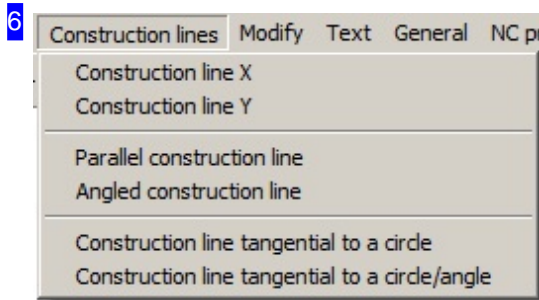 6
Construction lines Modify Text General NC
Construction line X
Construction line Y
Parallel construction line
Angled construction line
Construction line tangential to a circle
Construction line tangential to a circle/angle